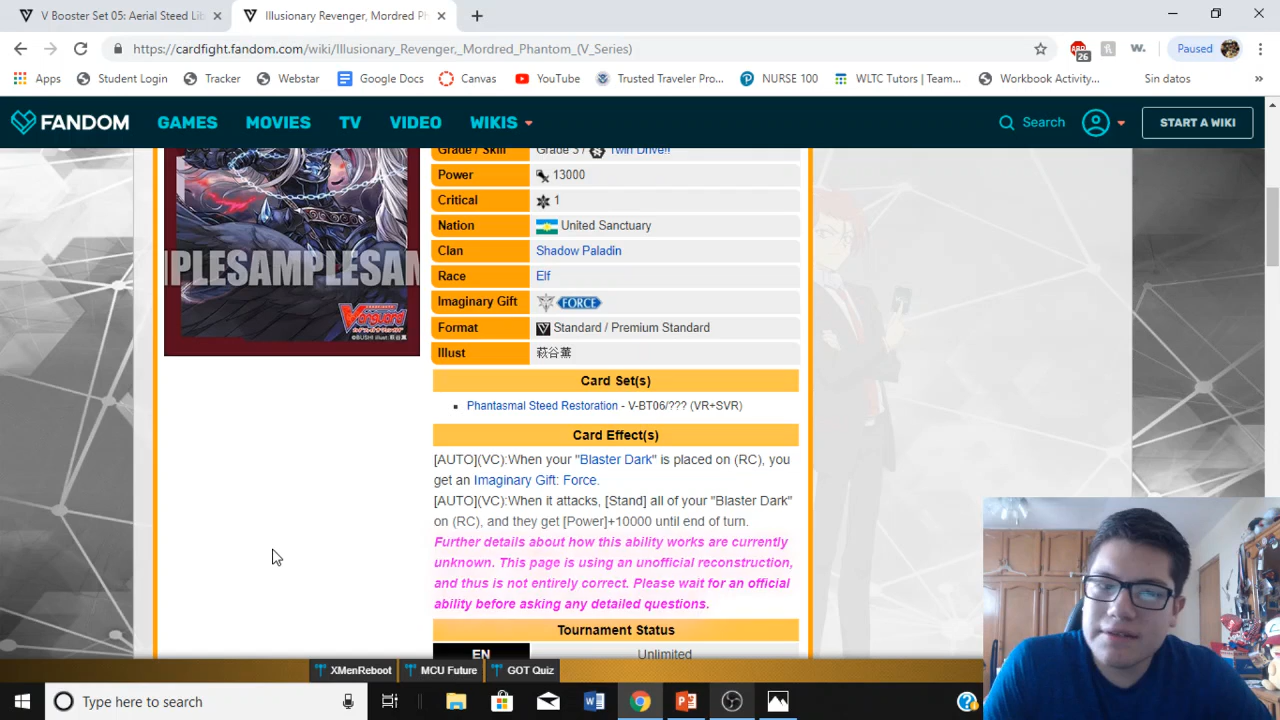 V Booster Set 05: Aerial Steed Lib
Illusionary Revenger, Mordred Ph
https://cardfight.fandom.com/wiki/Illusionary_Revenger,_Mordred_Phantom_(V_Series)
26
W.
Paused
Apps
Student Login
Tracker
Webstar
Google Docs
Canvas
YouTube
Trusted Traveler Pro...
NURSE 100
WLTC Tutors | Team...
Workbook Activity...
Sin datos
»
FANDOM
GAMES
MOVIES
TV
VIDEO
WIKIS
Search
START A WIKI
Grade / Skill
Grade 3 / Twin Drive!!
Power
13000
Critical
1
Nation
United Sanctuary
Clan
Shadow Paladin
Race
Elf
Imaginary Gift
FORCE
Format
Standard / Premium Standard
Illust
萩谷薫
PLESAMPLESAM
Vanguard
Card Set(s)
Phantasmal Steed Restoration - V-BT06/??? (VR+SVR)
Card Effect(s)
[AUTO](VC):When your "Blaster Dark" is placed on (RC), you
get an Imaginary Gift: Force.
[AUTO](VC):When it attacks, [Stand] all of your "Blaster Dark"
on (RC), and they get [Power]+10000 until end of turn.
Further details about how this ability works are currently
unknown. This page is using an unofficial reconstruction,
and thus is not entirely correct. Please wait for an official
ability before asking any detailed questions.
Tournament Status
EN
Unlimited
XMenReboot
MCU Future
GOT Quiz
Type here to search